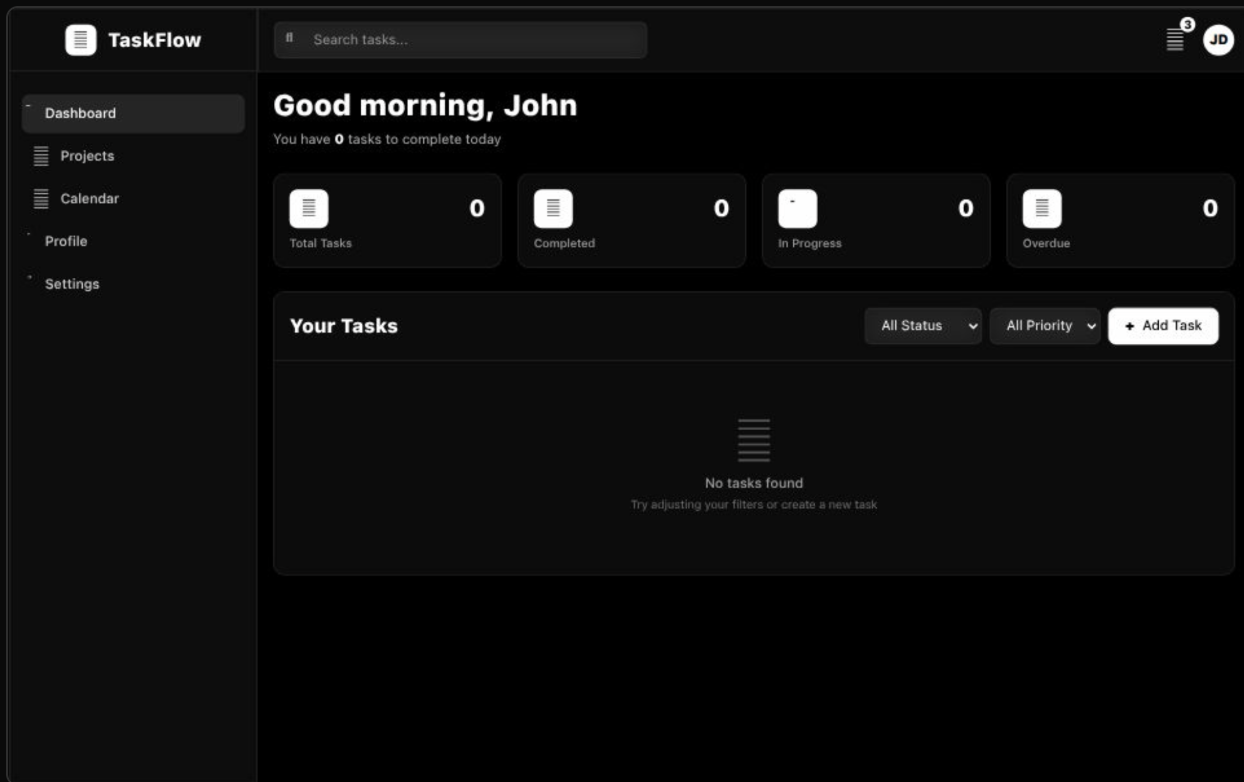 TaskFlow
Search tasks...
3
JD
Dashboard
Projects
Calendar
Profile
Settings
Good morning, John
You have 0 tasks to complete today
0
Total Tasks
0
Completed
0
In Progress
0
Overdue
Your Tasks
All Status
All Priority
+ Add Task
No tasks found
Try adjusting your filters or create a new task